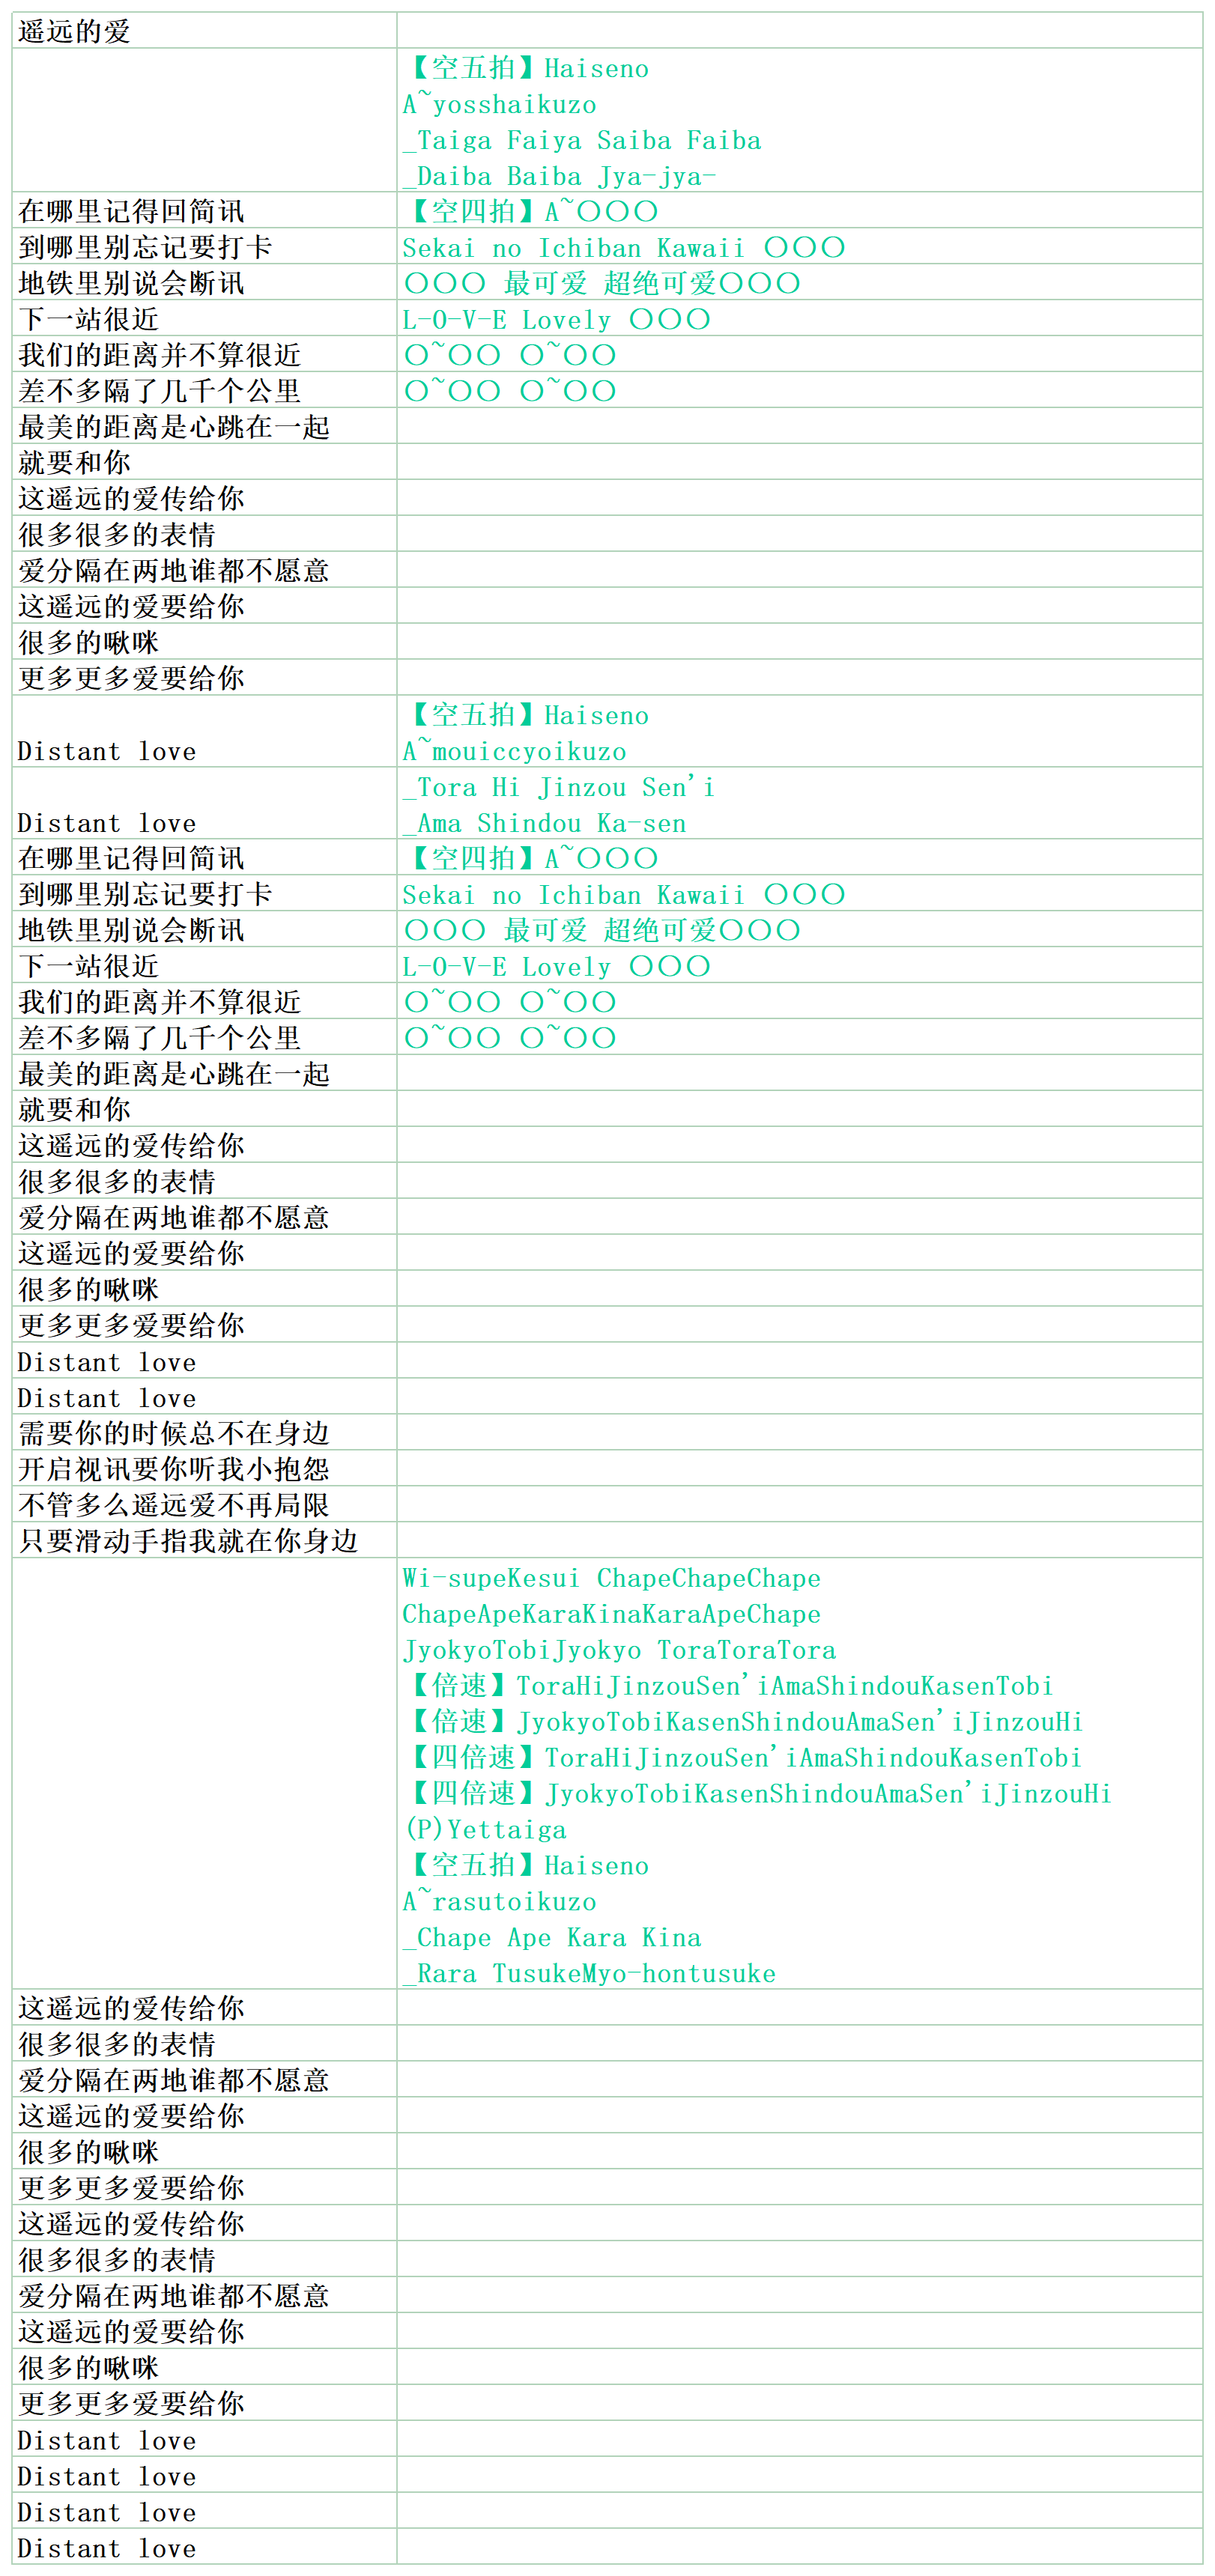 遥远的爱
【空五拍】Haiseno
A~yosshaikuzo
_Taiga Faiya Saiba Faiba
_Daiba Baiba Jya-jya-
在哪里记得回简讯 【空四拍】A~〇〇〇
到哪里别忘记要打卡 Sekai no Ichiban Kawaii 〇〇〇
地铁里别说会断讯 〇〇〇 最可爱 超绝可爱〇〇〇
下一站很近 L-O-V-E Lovely 〇〇〇
我们的距离并不算很近 〇~〇〇 〇~〇〇
差不多隔了几千个公里 〇~〇〇 〇~〇〇
最美的距离是心跳在一起
就要和你
这遥远的爱传给你
很多很多的表情
爱分隔在两地谁都不愿意
这遥远的爱要给你
很多的啾咪
更多更多爱要给你
【空五拍】Haiseno
Distant love A~mouiccyoikuzo
_Tora Hi Jinzou Sen'i
Distant love _Ama Shindou Ka-sen
在哪里记得回简讯 【空四拍】A~〇〇〇
到哪里别忘记要打卡 Sekai no Ichiban Kawaii 〇〇〇
地铁里别说会断讯 〇〇〇 最可爱 超绝可爱〇〇〇
下一站很近 L-O-V-E Lovely 〇〇〇
我们的距离并不算很近 〇~〇〇 〇~〇〇
差不多隔了几千个公里 〇~〇〇 〇~〇〇
最美的距离是心跳在一起
就要和你
这遥远的爱传给你
很多很多的表情
爱分隔在两地谁都不愿意
这遥远的爱要给你
很多的啾咪
更多更多爱要给你
Distant love
Distant love
需要你的时候总不在身边
开启视讯要你听我小抱怨
不管多么遥远爱不再局限
只要滑动手指我就在你身边
Wi-supeKesui ChapeChapeChape
ChapeApeKaraKinaKaraApeChape
JyokyoTobiJyokyo ToraToraTora
【倍速】ToraHiJinzouSen'iAmaShindouKasenTobi
【倍速】JyokyoTobiKasenShindouAmaSen'iJinzouHi
【四倍速】ToraHiJinzouSen'iAmaShindouKasenTobi
【四倍速】JyokyoTobiKasenShindouAmaSen'iJinzouHi
(P)Yettaiga
【空五拍】Haiseno
A~rasutoikuzo
_Chape Ape Kara Kina
_Rara TusukeMyo-hontusuke
这遥远的爱传给你
很多很多的表情
爱分隔在两地谁都不愿意
这遥远的爱要给你
很多的啾咪
更多更多爱要给你
这遥远的爱传给你
很多很多的表情
爱分隔在两地谁都不愿意
这遥远的爱要给你
很多的啾咪
更多更多爱要给你
Distant love
Distant love
Distant love
Distant love